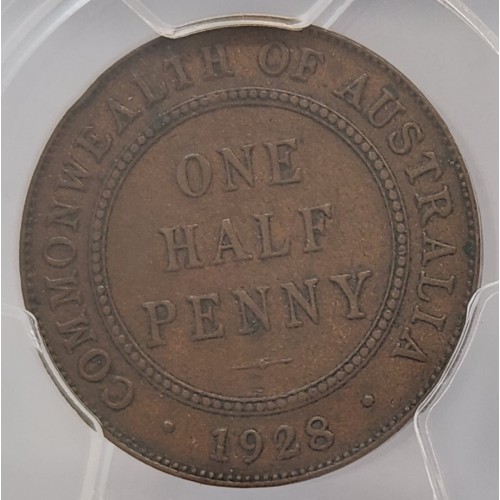 COMMONWEALTH OF AUSTRALIA
ONE
HALF
PENNY
· 1928 ·